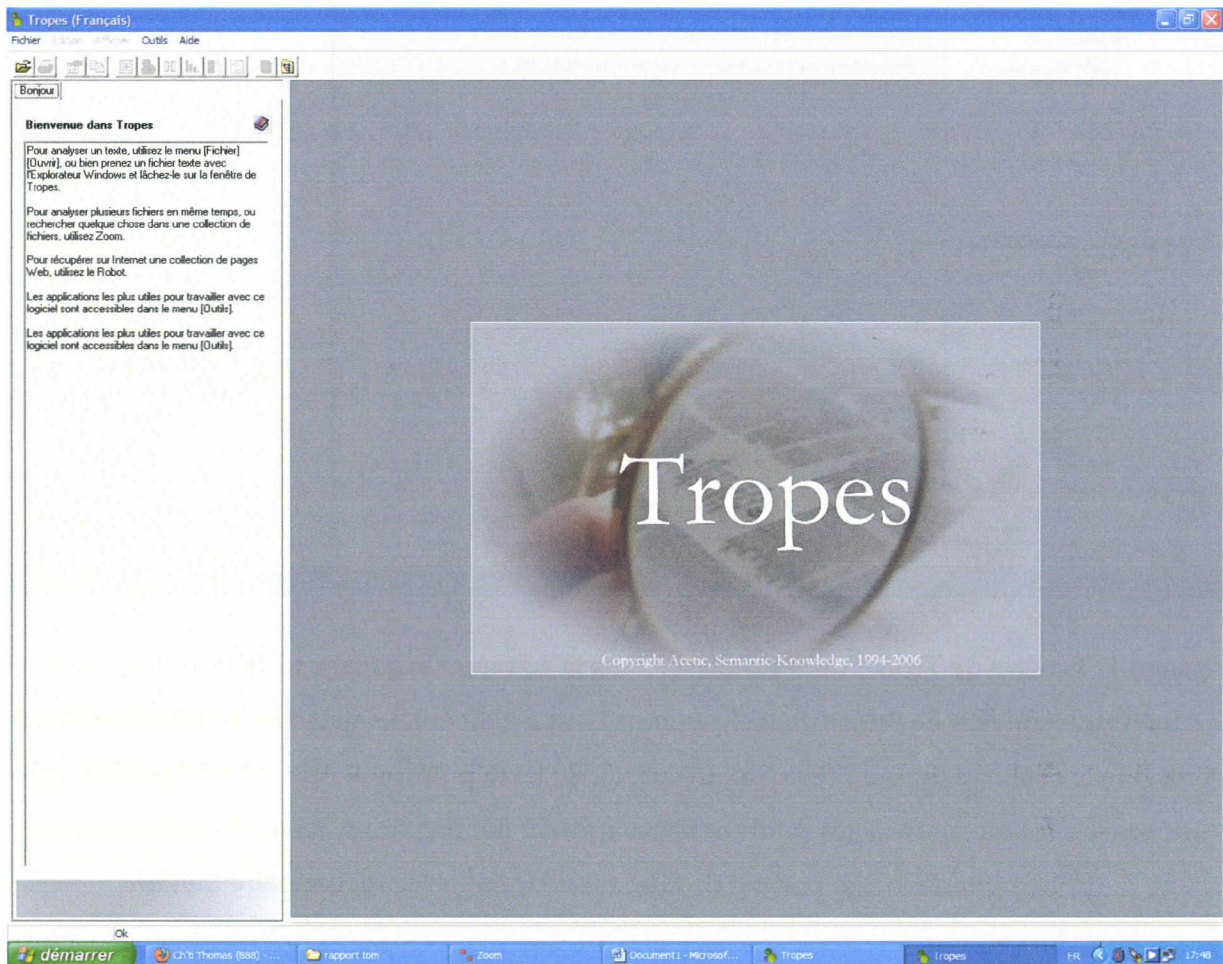 Tropes (Français)
Fichier Edition Afficher Outils Aide
Bonjour
Bienvenue dans Tropes
Pour analyser un texte, utilisez le menu [Fichier]
[Ouvrir], ou bien prenez un fichier texte avec
l'Explorateur Windows et lâchez-le sur la fenêtre de
Tropes.
Pour analyser plusieurs fichiers en même temps, ou
rechercher quelque chose dans une collection de
fichiers, utilisez Zoom.
Pour récupérer sur Internet une collection de pages
Web, utilisez le Robot.
Les applications les plus utiles pour travailler avec ce
logiciel sont accessibles dans le menu [Outils].
Les applications les plus utiles pour travailler avec ce
logiciel sont accessibles dans le menu [Outils].
Tropes
Copyright Acetic, Semantic-Knowledge, 1994-2006
Ok
démarrer Ch'ti Thomas (888) - ... rapport tom Zoom Document1 - Microsof... Tropes Tropes FR 17:48